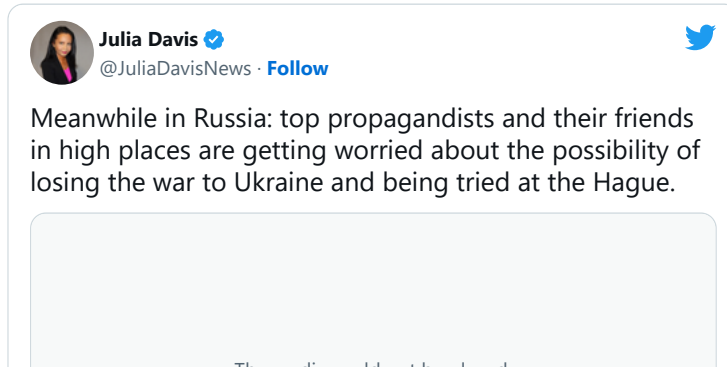 Julia Davis
@JuliaDavisNews · Follow
Meanwhile in Russia: top propagandists and their friends
in high places are getting worried about the possibility of
losing the war to Ukraine and being tried at the Hague.